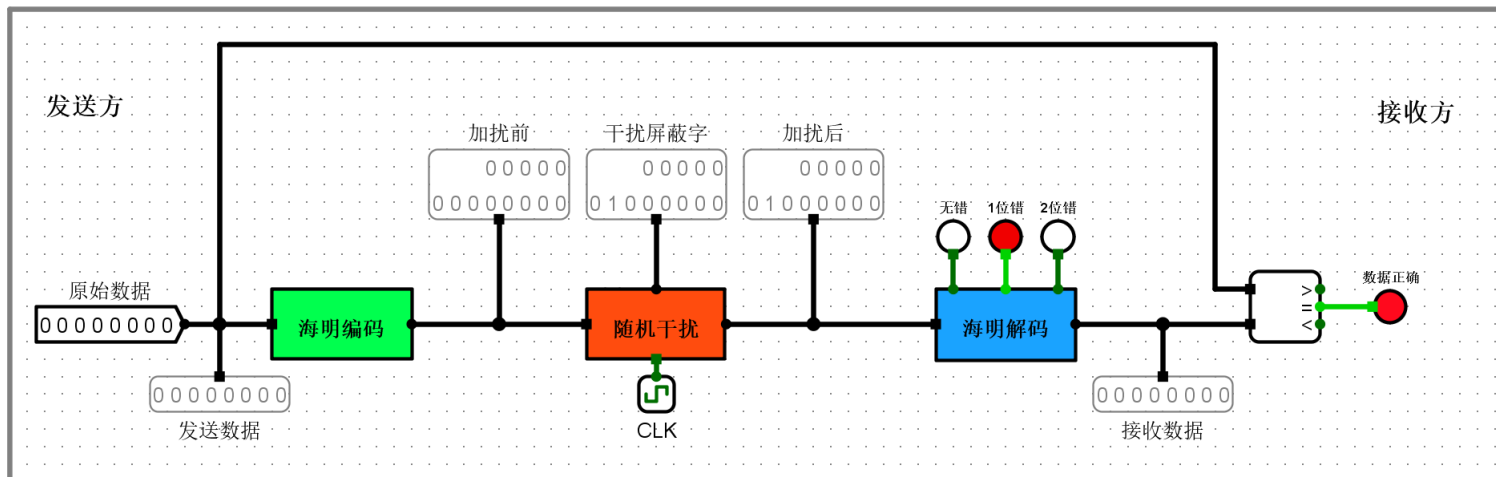 发送方
接收方
加扰前
干扰屏蔽字
加扰后
00000
00000000
00000
01000000
00000
01000000
无错
1位错
2位错
原始数据
00000000
海明编码
随机干扰
海明解码
>
=
<
数据正确
00000000
发送数据
CLK
00000000
接收数据